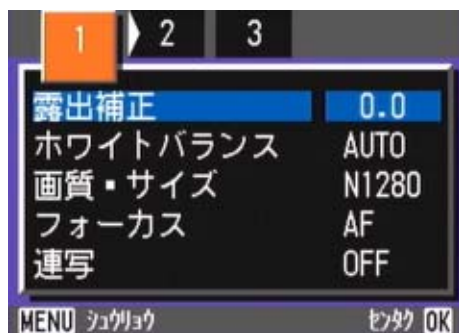 1 2 3
露出補正 0.0
ホワイトバランス AUTO
画質・サイズ N1280
フォーカス AF
連写 OFF
MENU ｼｭｳﾘｮｳ ｾﾝﾀｸ OK